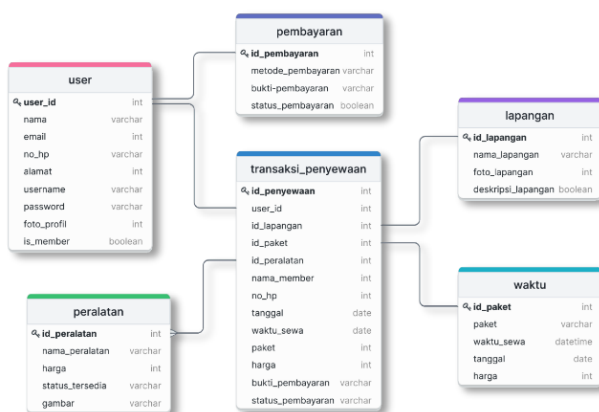 pembayaran
id_pembayaran int
metode_pembayaran varchar
bukti-pembayaran varchar
status_pembayaran boolean
user
user_id int
nama varchar
email int
no_hp varchar
alamat int
username varchar
password varchar
foto_profil int
is_member boolean
lapangan
id_lapangan int
nama_lapangan varchar
foto_lapangan int
deskripsi_lapangan boolean
transaksi_penyewaan
id_penyewaan int
user_id int
id_lapangan int
id_paket int
id_peralatan int
nama_member int
no_hp int
tanggal date
waktu_sewa date
paket int
harga int
bukti_pembayaran varchar
status_pembayaran varchar
peralatan
id_peralatan int
nama_peralatan varchar
harga int
status_tersedia varchar
gambar varchar
waktu
id_paket int
paket varchar
waktu_sewa datetime
tanggal date
harga int